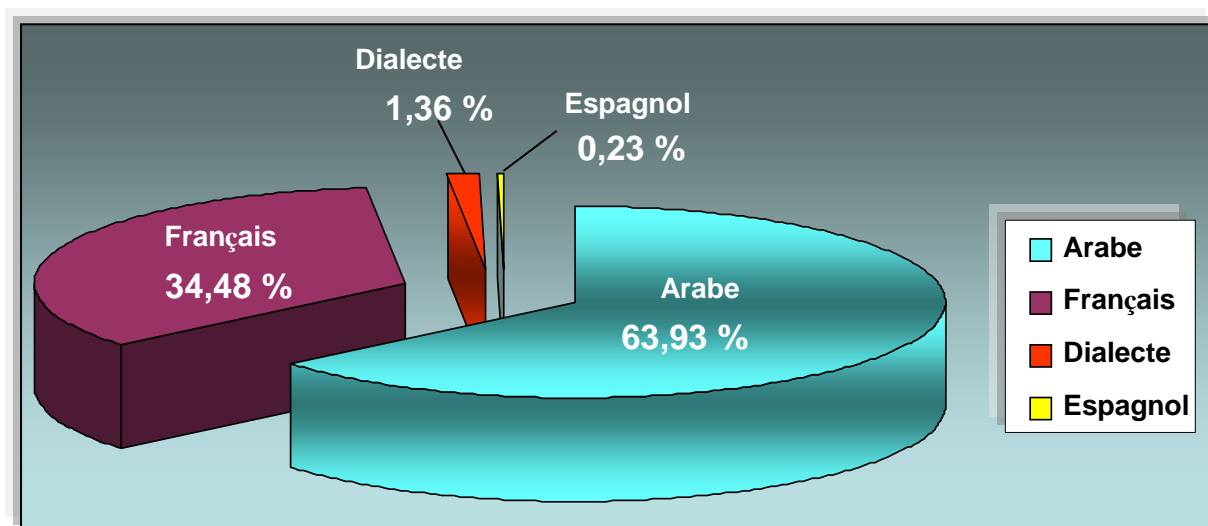 Dialecte
1,36 %
Espagnol
0,23 %
Français
34,48 %
Arabe
63,93 %
Arabe
Français
Dialecte
Espagnol